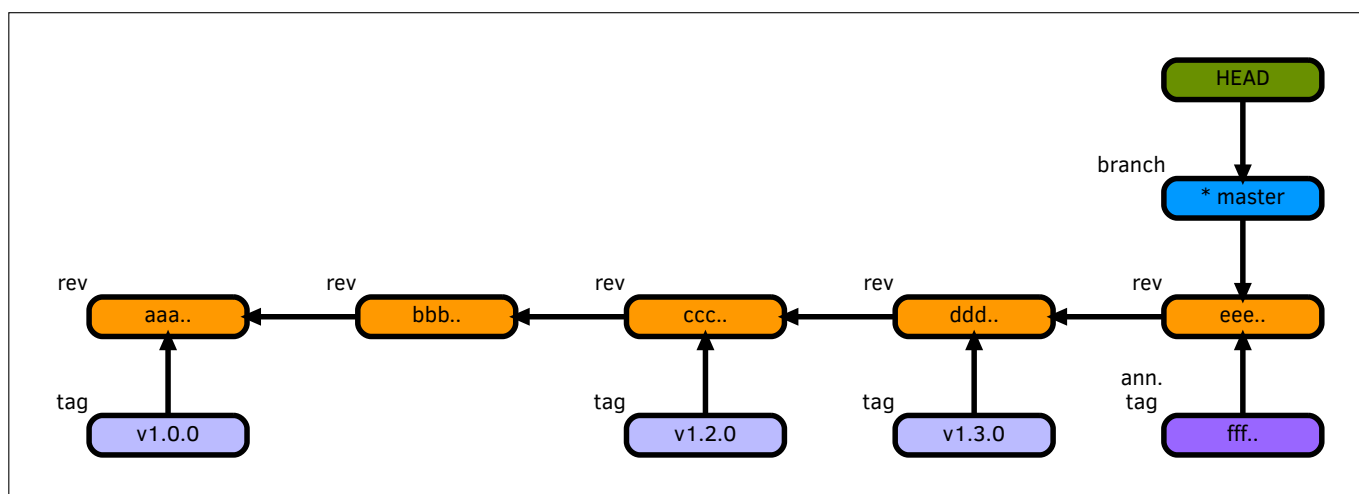 HEAD
branch
* master
rev rev rev rev rev
aaa.. bbb.. ccc.. ddd.. eee..
ann.
tag tag tag tag
v1.0.0 v1.2.0 v1.3.0 fff..